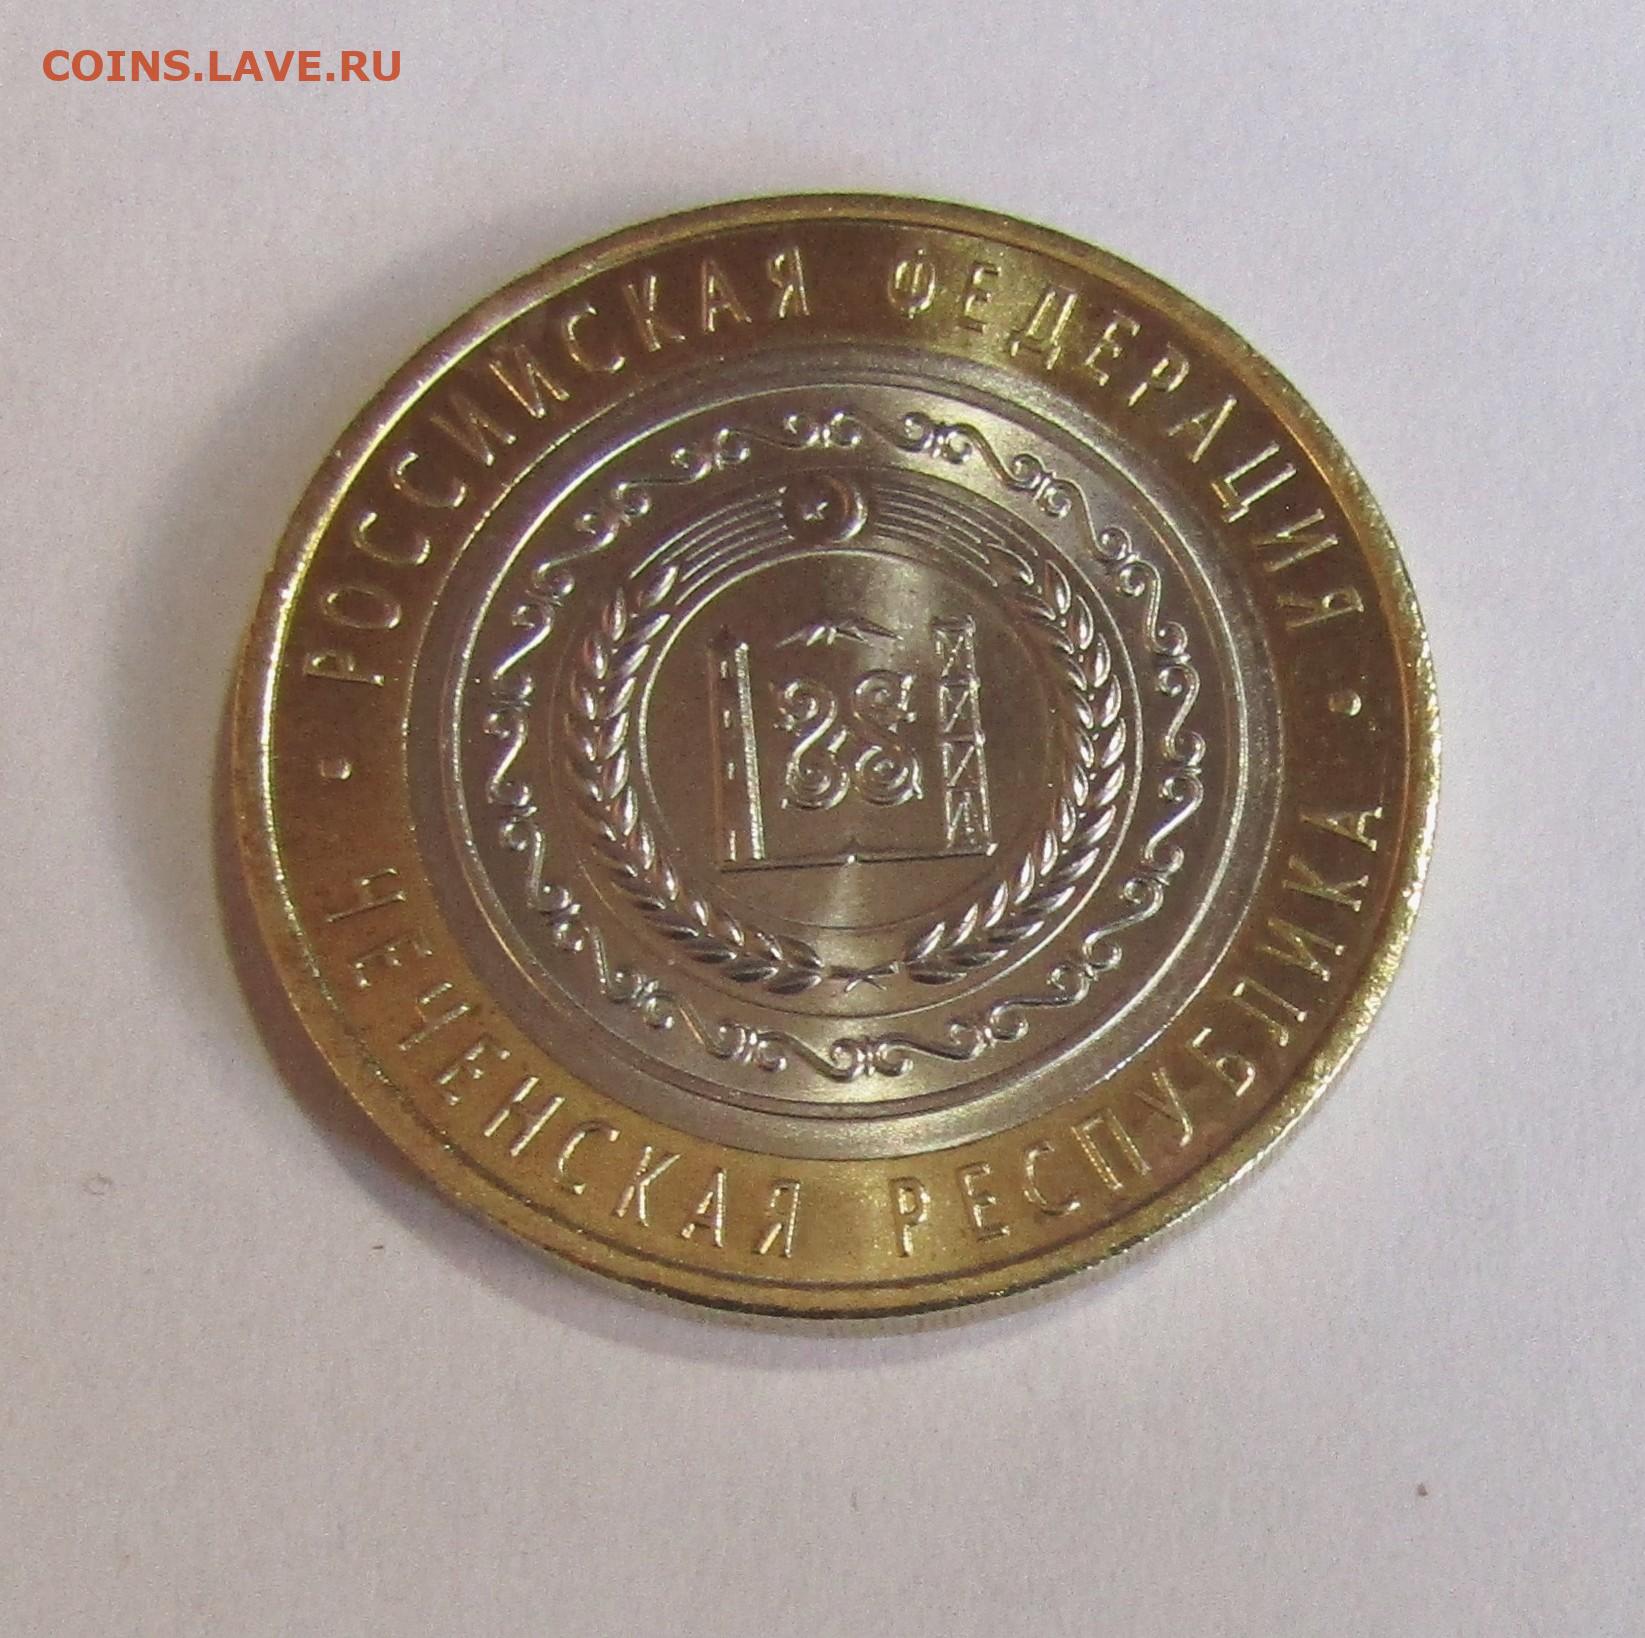 COINS.LAVE.RU
РОССИЙСКАЯ ФЕДЕРАЦИЯ
• ЧЕЧЕНСКАЯ РЕСПУБЛИКА •